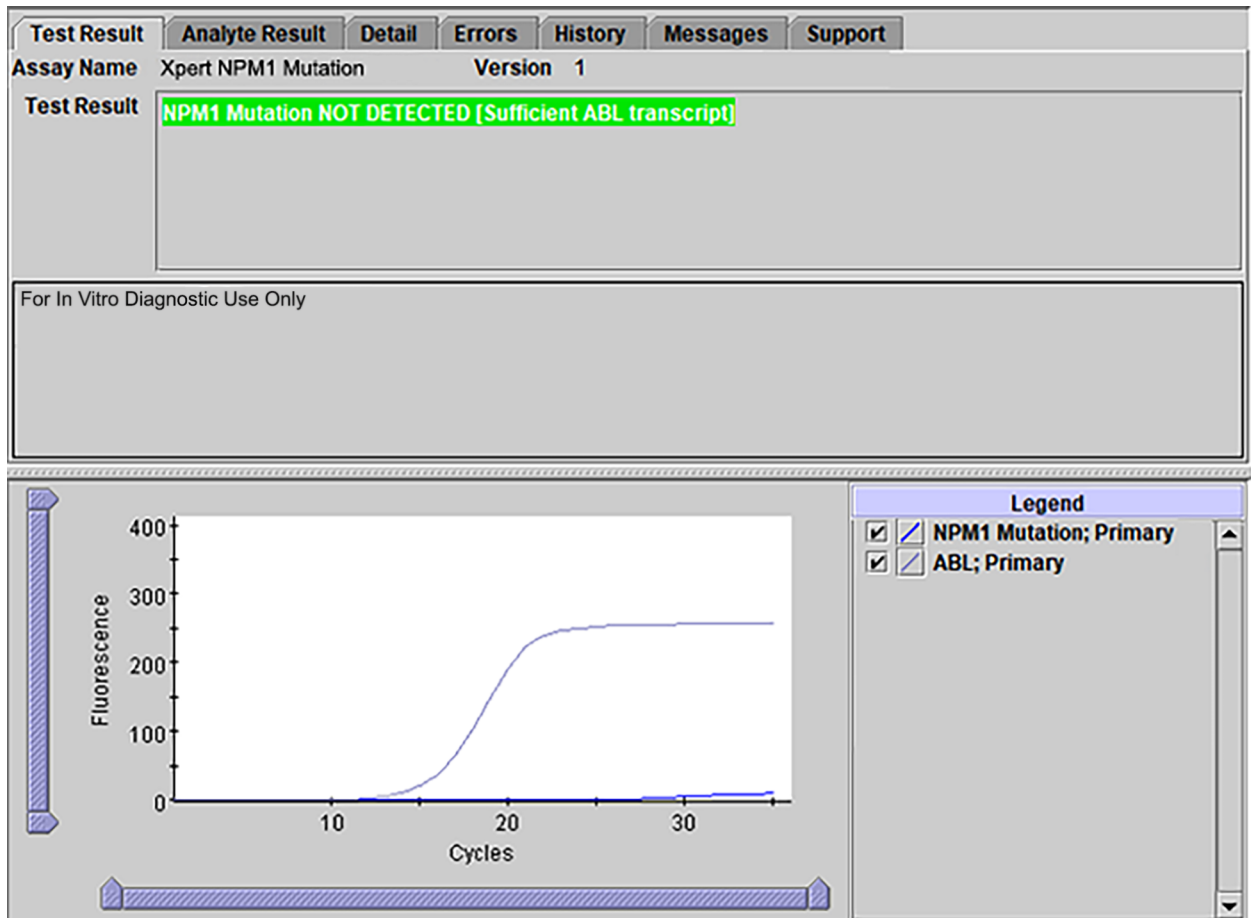 Test Result Analyte Result Detail Errors History Messages Support
Assay Name Xpert NPM1 Mutation Version 1
Test Result NPM1 Mutation NOT DETECTED [Sufficient ABL transcript]
For In Vitro Diagnostic Use Only
Legend
NPM1 Mutation; Primary
ABL; Primary
400
300
200
100
0
Fluorescence
10 20 30
Cycles